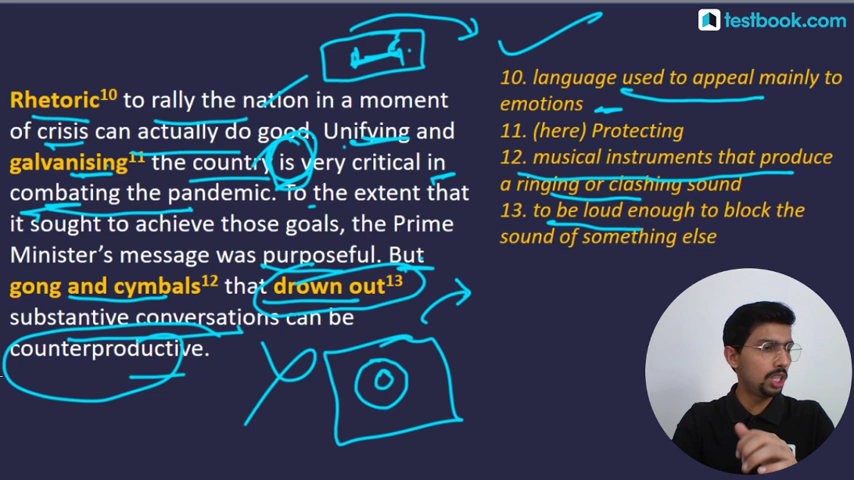 testbook.com
Rhetoric¹⁰ to rally the nation in a moment
of crisis can actually do good. Unifying and
galvanising¹¹ the country is very critical in
combating the pandemic. To the extent that
it sought to achieve those goals, the Prime
Minister's message was purposeful. But
gong and cymbals¹² that drown out¹³
substantive conversations can be
counterproductive.
10. language used to appeal mainly to
emotions
11. (here) Protecting
12. musical instruments that produce
a ringing or clashing sound
13. to be loud enough to block the
sound of something else